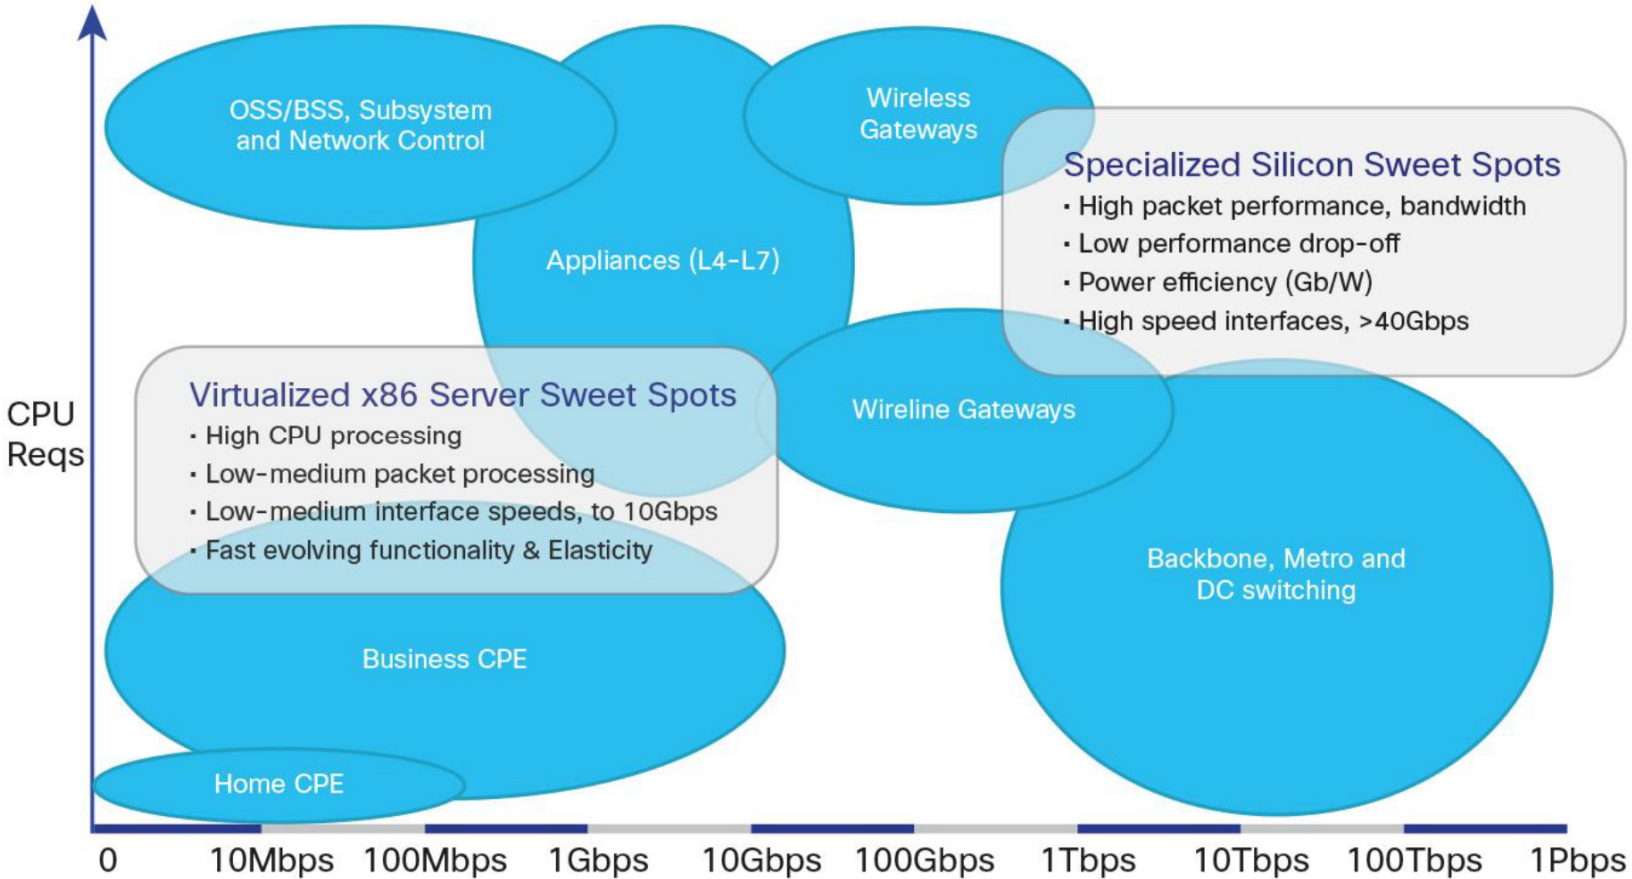 OSS/BSS, Subsystem
and Network Control
Wireless
Gateways
Appliances (L4-L7)
Specialized Silicon Sweet Spots
· High packet performance, bandwidth
· Low performance drop-off
· Power efficiency (Gb/W)
· High speed interfaces, >40Gbps
Virtualized x86 Server Sweet Spots
· High CPU processing
· Low-medium packet processing
· Low-medium interface speeds, to 10Gbps
· Fast evolving functionality & Elasticity
Wireline Gateways
CPU
Reqs
Backbone, Metro and
DC switching
Business CPE
Home CPE
0 10Mbps 100Mbps 1Gbps 10Gbps 100Gbps 1Tbps 10Tbps 100Tbps 1Pbps